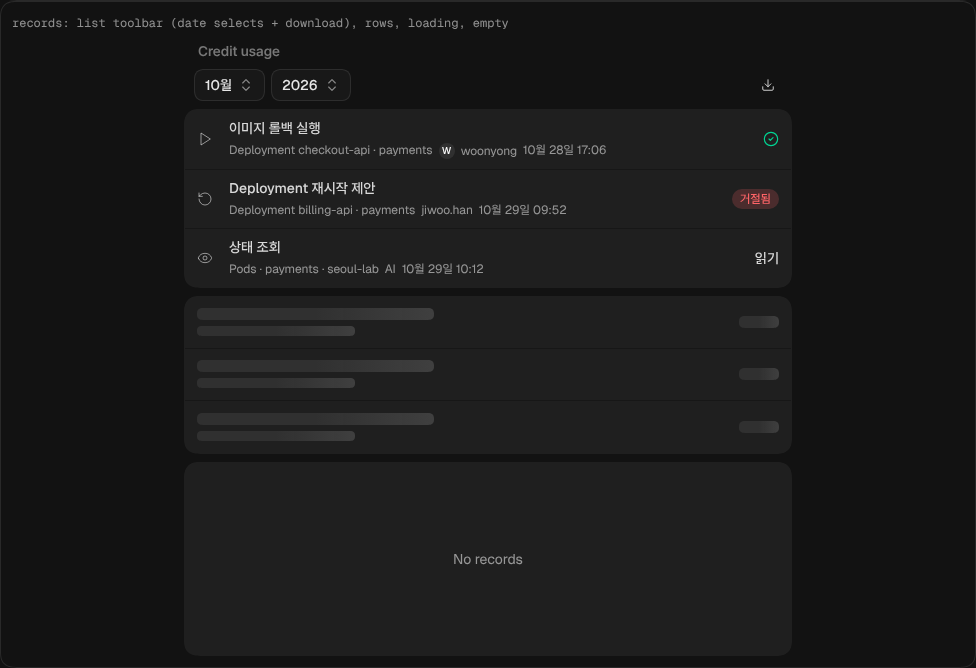 records: list toolbar (date selects + download), rows, loading, empty
Credit usage
10월 2026
이미지 롤백 실행
Deployment checkout-api · payments W woonyong 10월 28일 17:06
Deployment 재시작 제안
Deployment billing-api · payments jiwoo.han 10월 29일 09:52
거절됨
상태 조회
Pods · payments · seoul-lab AI 10월 29일 10:12
읽기
No records